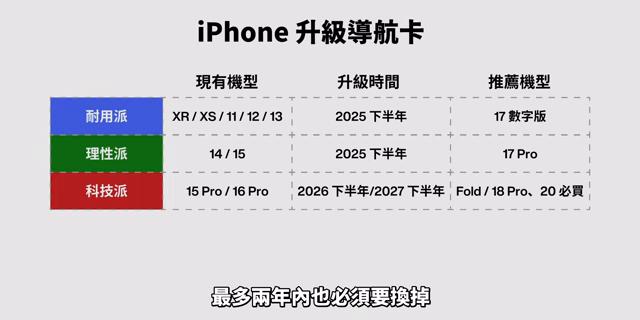 iPhone 升級導航卡
現有機型 升級時間 推薦機型
耐用派 XR / XS / 11 / 12 / 13 2025 下半年 17 數字版
理性派 14 / 15 2025 下半年 17 Pro
科技派 15 Pro / 16 Pro 2026 下半年/2027 下半年 Fold / 18 Pro、20 必買
最多兩年內也必須要換掉